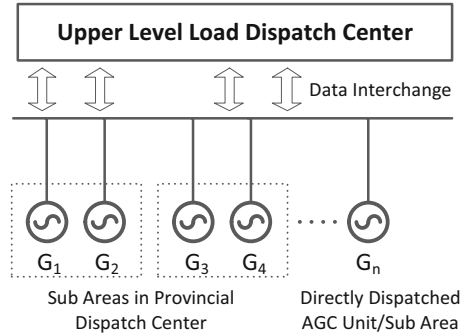 Upper Level Load Dispatch Center
Data Interchange
G1 G2 G3 G4 Gn
Sub Areas in Provincial
Dispatch Center
Directly Dispatched
AGC Unit/Sub Area